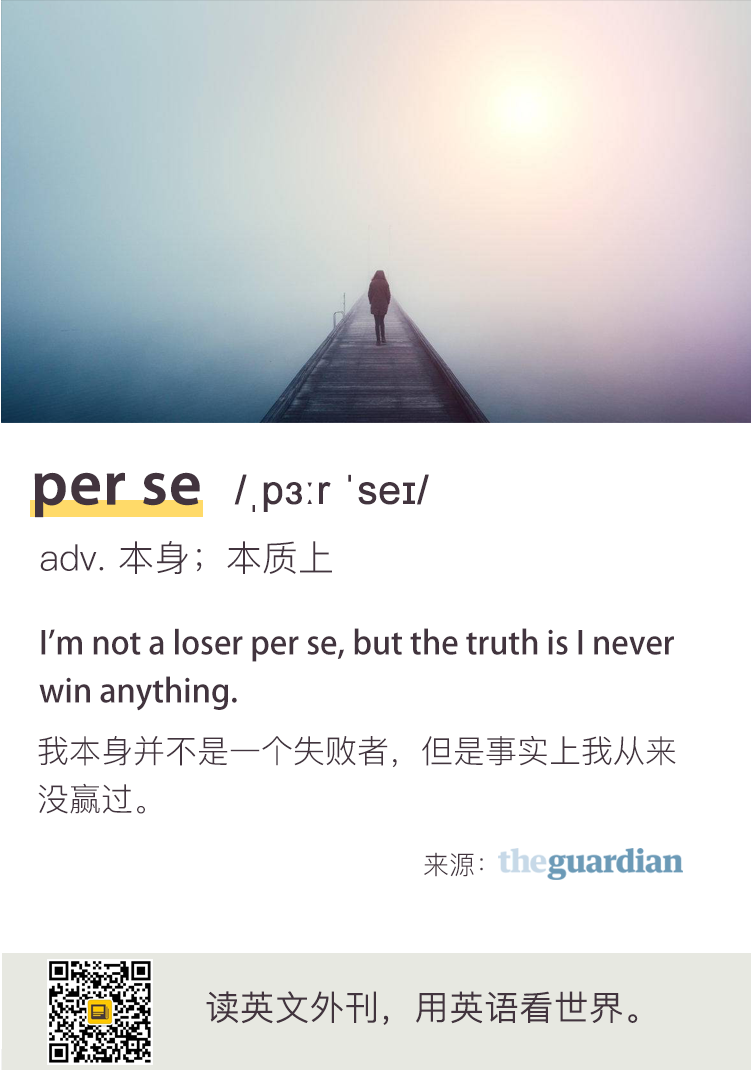 per se /ˌpɜːr ˈseɪ/
adv. 本身；本质上
I’m not a loser per se, but the truth is I never
win anything.
我本身并不是一个失败者，但是事实上我从来
没赢过。
来源：theguardian
读英文外刊，用英语看世界。